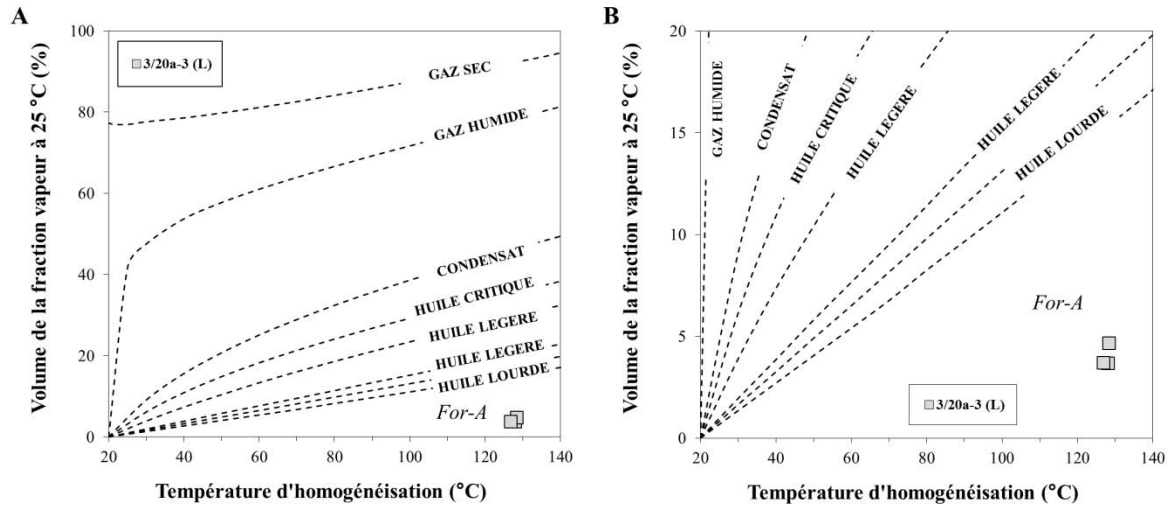 A
Volume de la fraction vapeur à 25 °C (%)
100
80
60
40
20
0
3/20a-3 (L)
GAZ SEC
GAZ HUMIDE
CONDENSAT
HUILE CRITIQUE
HUILE LEGERE
HUILE LEGERE
HUILE LOURDE
For-A
20 40 60 80 100 120 140
Température d'homogénéisation (°C)
B
Volume de la fraction vapeur à 25 °C (%)
20
15
10
5
0
GAZ HUMIDE
CONDENSAT
HUILE CRITIQUE
HUILE LEGERE
HUILE LEGERE
HUILE LOURDE
For-A
3/20a-3 (L)
20 40 60 80 100 120 140
Température d'homogénéisation (°C)